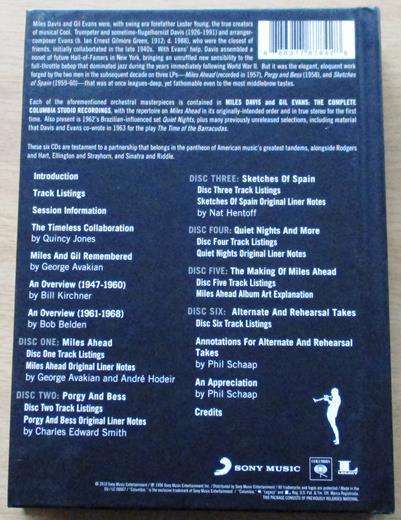 Miles Davis and Gil Evans were, with swing era forefather Lester Young, the true creators
of musical Cool. Trumpeter and sometime-flugelhornist Davis (1926-1991) and arranger-
composer Evans (b. Ian Ernest Gilmore Green, 1912; d. 1988), who were the closest of
friends, initially collaborated in the late 1940s. With Evans' help, Davis assembled a
nonet of future Hall-of-Famers in New York, bringing an unruffled new sensibility to the
full-throttle bebop that dominated jazz during the years immediately following World War II. But it was the elegant, eloquent work
forged by the two men in the subsequent decade on three LPs—Miles Ahead (recorded in 1957), Porgy and Bess (1958), and Sketches
of Spain (1959-60)—that was at once langues-deep, yet fathomable even to the most middlebrow tastes.
Each of the aforementioned orchestral masterpieces is contained in MILES DAVIS and GIL EVANS: THE COMPLETE
COLUMBIA STUDIO RECORDINGS, with the repertoire on Miles Ahead in its originally-intended order and in true stereo for the first
time. Also present is 1962's Brazilian-influenced set Quiet Nights, plus many previously unreleased selections, including material
that Davis and Evans co-wrote in 1963 for the play The Time of the Barracudas.
These six CDs are testament to a partnership that belongs in the pantheon of American music's greatest tandems, alongside Rodgers
and Hart, Ellington and Strayhorn, and Sinatra and Riddle.
Introduction
Track Listings
Session Information
The Timeless Collaboration
by Quincy Jones
Miles And Gil Remembered
by George Avakian
An Overview (1947-1960)
by Bill Kirchner
An Overview (1961-1968)
by Bob Belden
DISC ONE: Miles Ahead
Disc One Track Listings
Miles Ahead Original Liner Notes
by George Avakian and André Hodeir
DISC TWO: Porgy and Bess
Disc Two Track Listings
Porgy and Bess Original Liner Notes
by Charles Edward Smith
DISC THREE: Sketches Of Spain
Disc Three Track Listings
Sketches Of Spain Original Liner Notes
by Nat Hentoff
DISC FOUR: Quiet Nights And More
Disc Four Track Listings
Quiet Nights Original Liner Notes
DISC FIVE: The Making Of Miles Ahead
Disc Five Track Listings
Miles Ahead Album Art Explanation
DISC SIX: Alternate And Rehearsal Takes
Disc Six Track Listings
Annotations For Alternate And Rehearsal
Takes
by Phil Schaap
An Appreciation
by Phil Schaap
Credits
SONY MUSIC
COLUMBIA
LEGACY